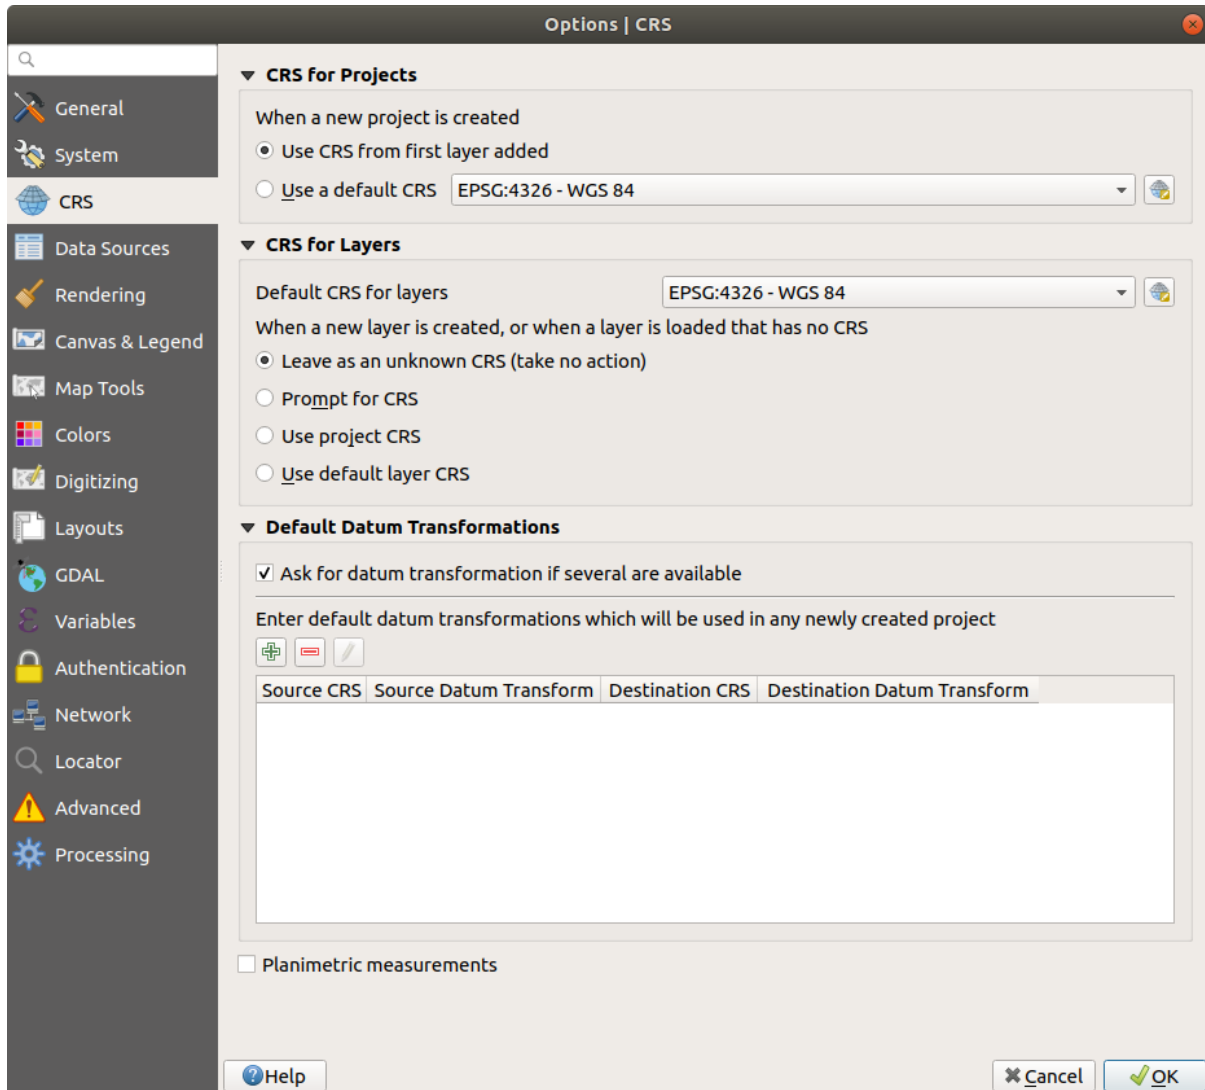 Options | CRS
General
System
CRS
Data Sources
Rendering
Canvas & Legend
Map Tools
Colors
Digitizing
Layouts
GDAL
Variables
Authentication
Network
Locator
Advanced
Processing
CRS for Projects
When a new project is created
Use CRS from first layer added
Use a default CRS EPSG:4326 - WGS 84
CRS for Layers
Default CRS for layers EPSG:4326 - WGS 84
When a new layer is created, or when a layer is loaded that has no CRS
Leave as an unknown CRS (take no action)
Prompt for CRS
Use project CRS
Use default layer CRS
Default Datum Transformations
Ask for datum transformation if several are available
Enter default datum transformations which will be used in any newly created project
Source CRS Source Datum Transform Destination CRS Destination Datum Transform
Planimetric measurements
Help Cancel OK